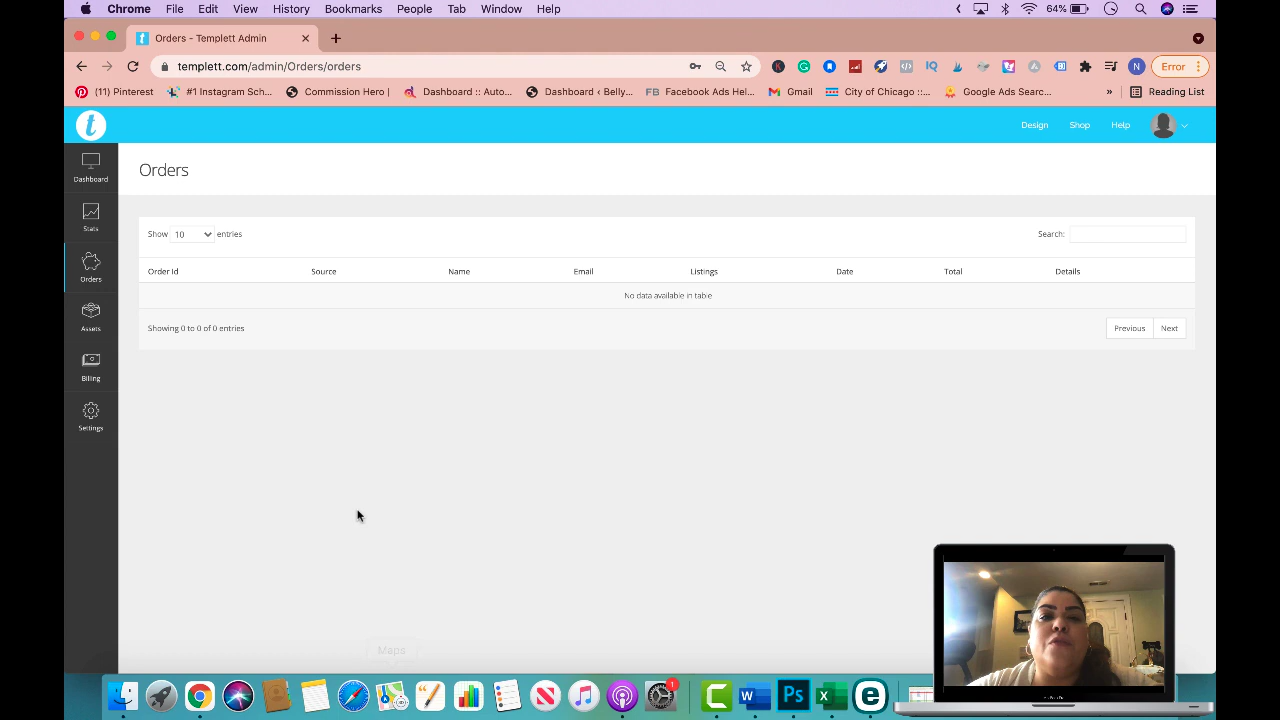 Chrome File Edit View History Bookmarks People Tab Window Help 64%
Orders - Templett Admin
templett.com/admin/Orders/orders N Error
(11) Pinterest #1 Instagram Sch... Commission Hero | Dashboard :: Auto... Dashboard ‹ Belly... FB Facebook Ads Hel... Gmail City of Chicago ::... Google Ads Searc... » Reading List
t Design Shop Help
Dashboard
Stats
Orders
Assets
Billing
Settings
Orders
Show 10 entries Search:
Order Id Source Name Email Listings Date Total Details
No data available in table
Showing 0 to 0 of 0 entries Previous Next
Maps
1
Ps